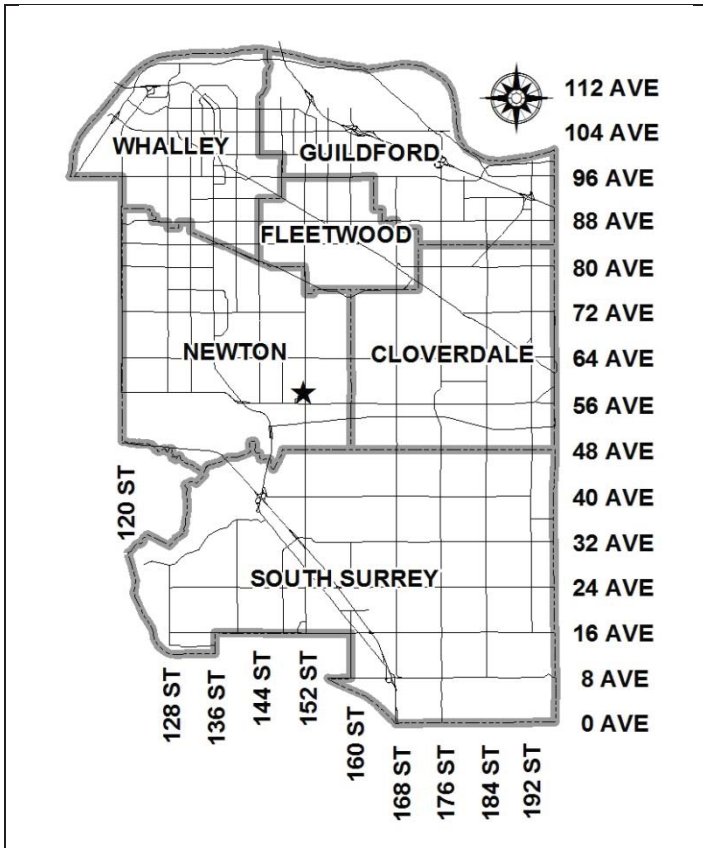 112 AVE
104 AVE
WHALLEY
GUILDFORD
96 AVE
88 AVE
FLEETWOOD
80 AVE
72 AVE
NEWTON
CLOVERDALE
64 AVE
56 AVE
48 AVE
120 ST
40 AVE
32 AVE
SOUTH SURREY
24 AVE
16 AVE
8 AVE
0 AVE
128 ST
136 ST
144 ST
152 ST
160 ST
168 ST
176 ST
184 ST
192 ST